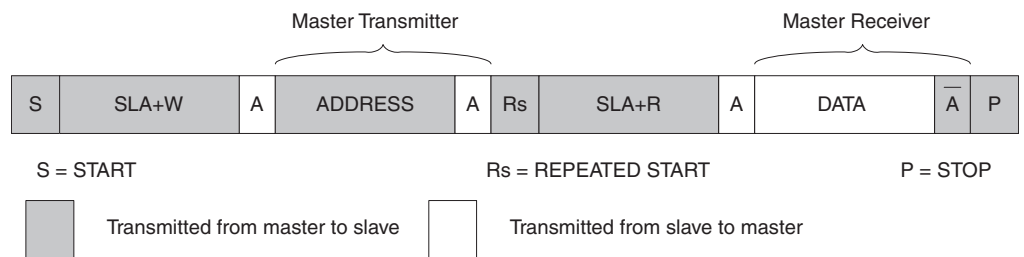 Master Transmitter Master Receiver
S SLA+W A ADDRESS A Rs SLA+R A DATA A̅ P
S = START Rs = REPEATED START P = STOP
Transmitted from master to slave Transmitted from slave to master